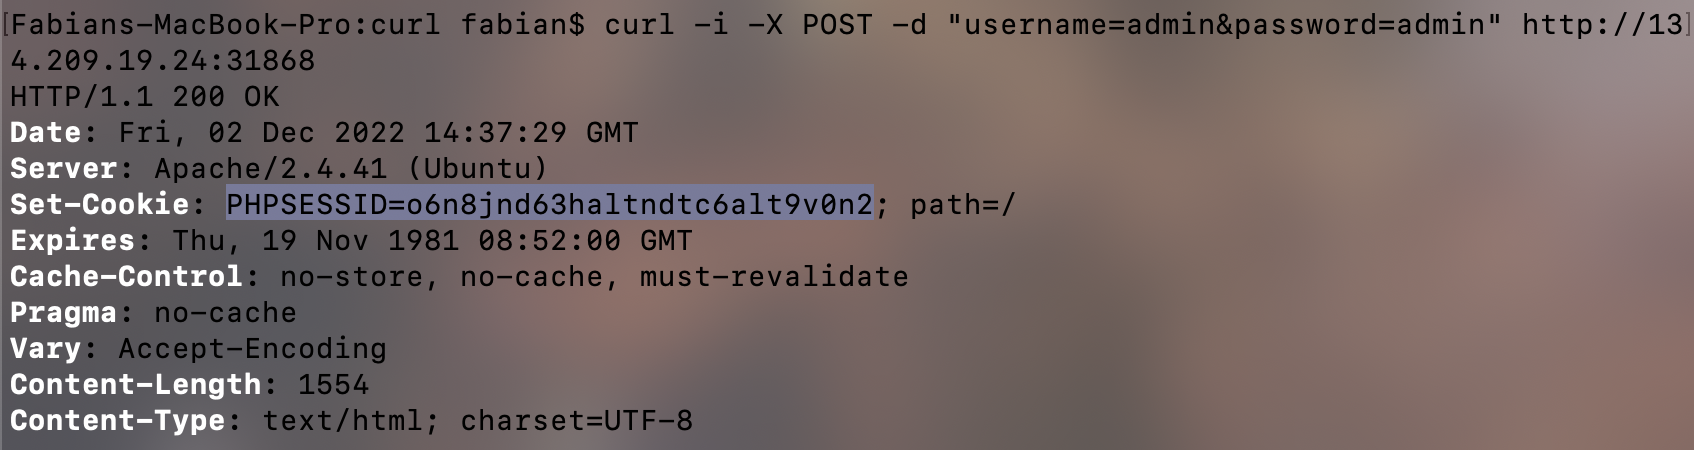 [Fabians-MacBook-Pro:curl fabian$ curl -i -X POST -d "username=admin&password=admin" http://13]
4.209.19.24:31868
HTTP/1.1 200 OK
Date: Fri, 02 Dec 2022 14:37:29 GMT
Server: Apache/2.4.41 (Ubuntu)
Set-Cookie: PHPSESSID=o6n8jnd63haltndtc6alt9v0n2; path=/
Expires: Thu, 19 Nov 1981 08:52:00 GMT
Cache-Control: no-store, no-cache, must-revalidate
Pragma: no-cache
Vary: Accept-Encoding
Content-Length: 1554
Content-Type: text/html; charset=UTF-8